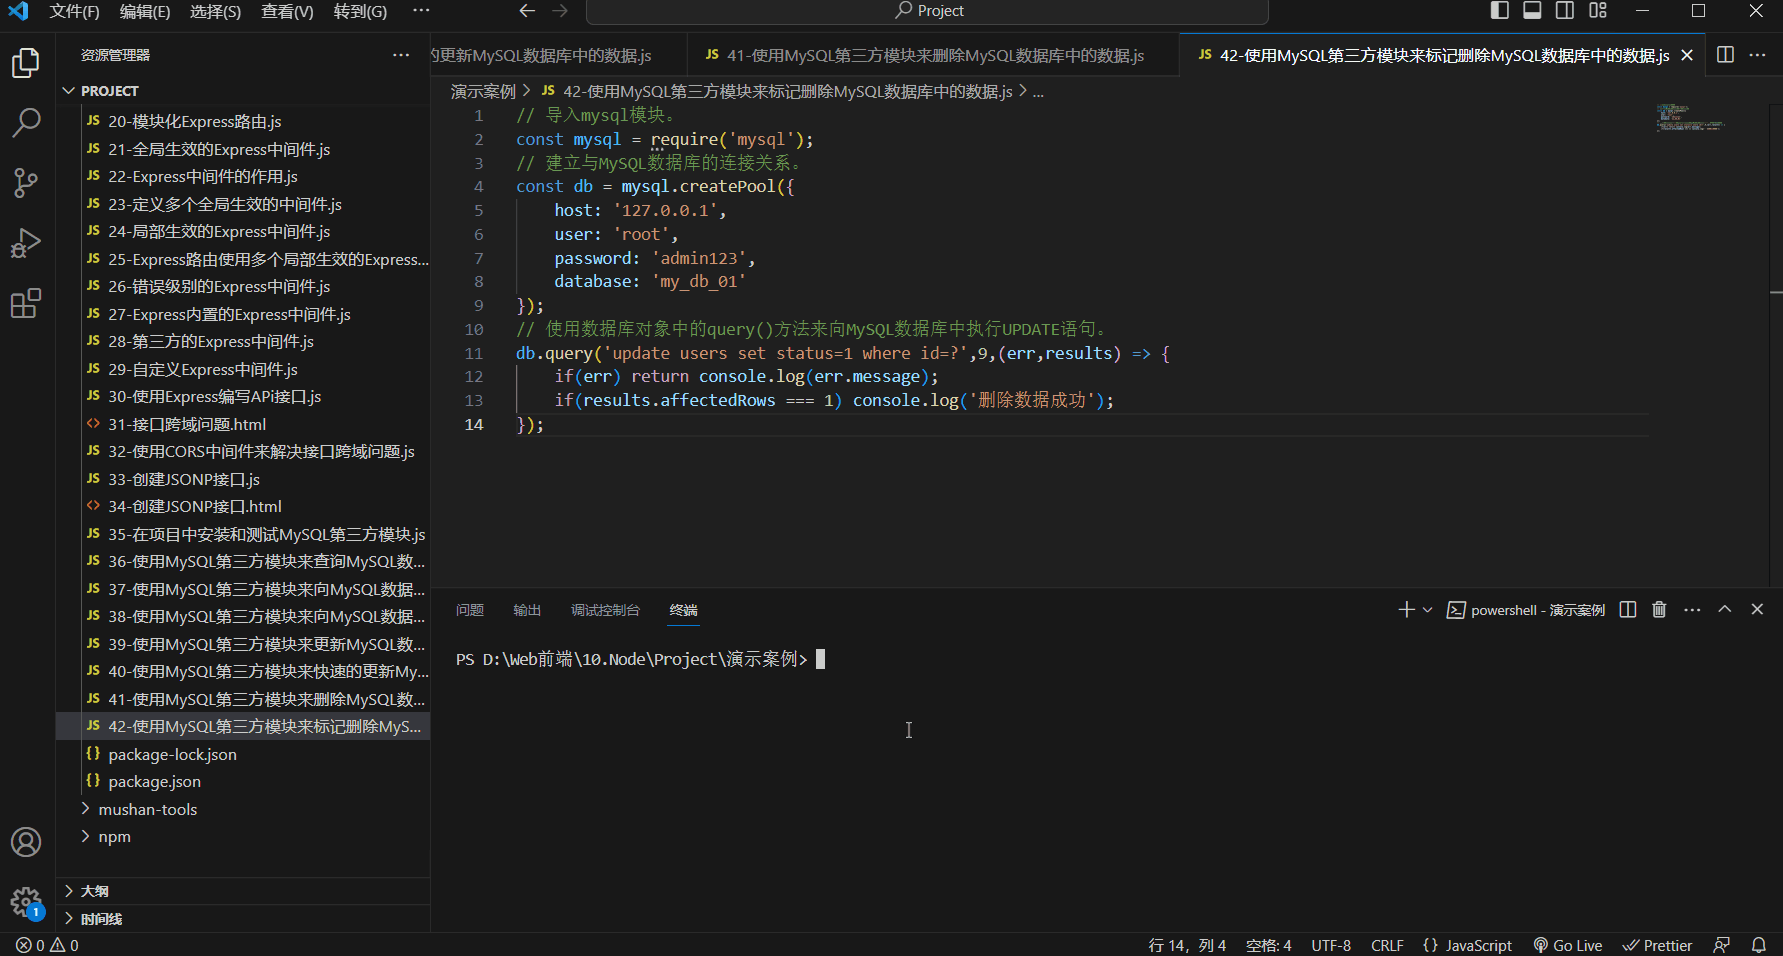 文件(F) 编辑(E) 选择(S) 查看(V) 转到(G) ··· Project
资源管理器 ···
的更新MySQL数据库中的数据.js JS 41-使用MySQL第三方模块来删除MySQL数据库中的数据.js JS 42-使用MySQL第三方模块来标记删除MySQL数据库中的数据.js
PROJECT
JS 20-模块化Express路由.js
JS 21-全局生效的Express中间件.js
JS 22-Express中间件的作用.js
JS 23-定义多个全局生效的中间件.js
JS 24-局部生效的Express中间件.js
JS 25-Express路由使用多个局部生效的Express...
JS 26-错误级别的Express中间件.js
JS 27-Express内置的Express中间件.js
JS 28-第三方的Express中间件.js
JS 29-自定义Express中间件.js
JS 30-使用Express编写APi接口.js
<> 31-接口跨域问题.html
JS 32-使用CORS中间件来解决接口跨域问题.js
JS 33-创建JSONP接口.js
<> 34-创建JSONP接口.html
JS 35-在项目中安装和测试MySQL第三方模块.js
JS 36-使用MySQL第三方模块来查询MySQL数...
JS 37-使用MySQL第三方模块来向MySQL数据...
JS 38-使用MySQL第三方模块来向MySQL数据...
JS 39-使用MySQL第三方模块来更新MySQL数...
JS 40-使用MySQL第三方模块来快速的更新My...
JS 41-使用MySQL第三方模块来删除MySQL数...
JS 42-使用MySQL第三方模块来标记删除MyS...
{} package-lock.json
{} package.json
mushan-tools
npm
大纲
时间线
演示案例 > JS 42-使用MySQL第三方模块来标记删除MySQL数据库中的数据.js > ...
1 // 导入mysql模块。
2 const mysql = require('mysql');
3 // 建立与MySQL数据库的连接关系。
4 const db = mysql.createPool({
5 host: '127.0.0.1',
6 user: 'root',
7 password: 'admin123',
8 database: 'my_db_01'
9 });
10 // 使用数据库对象中的query()方法来向MySQL数据库中执行UPDATE语句。
11 db.query('update users set status=1 where id=?',9,(err,results) => {
12 if(err) return console.log(err.message);
13 if(results.affectedRows === 1) console.log('删除数据成功');
14 });
问题 输出 调试控制台 终端 powershell - 演示案例
PS D:\Web前端\10.Node\Project\演示案例>
1
0 0 行 14，列 4 空格: 4 UTF-8 CRLF {} JavaScript Go Live Prettier